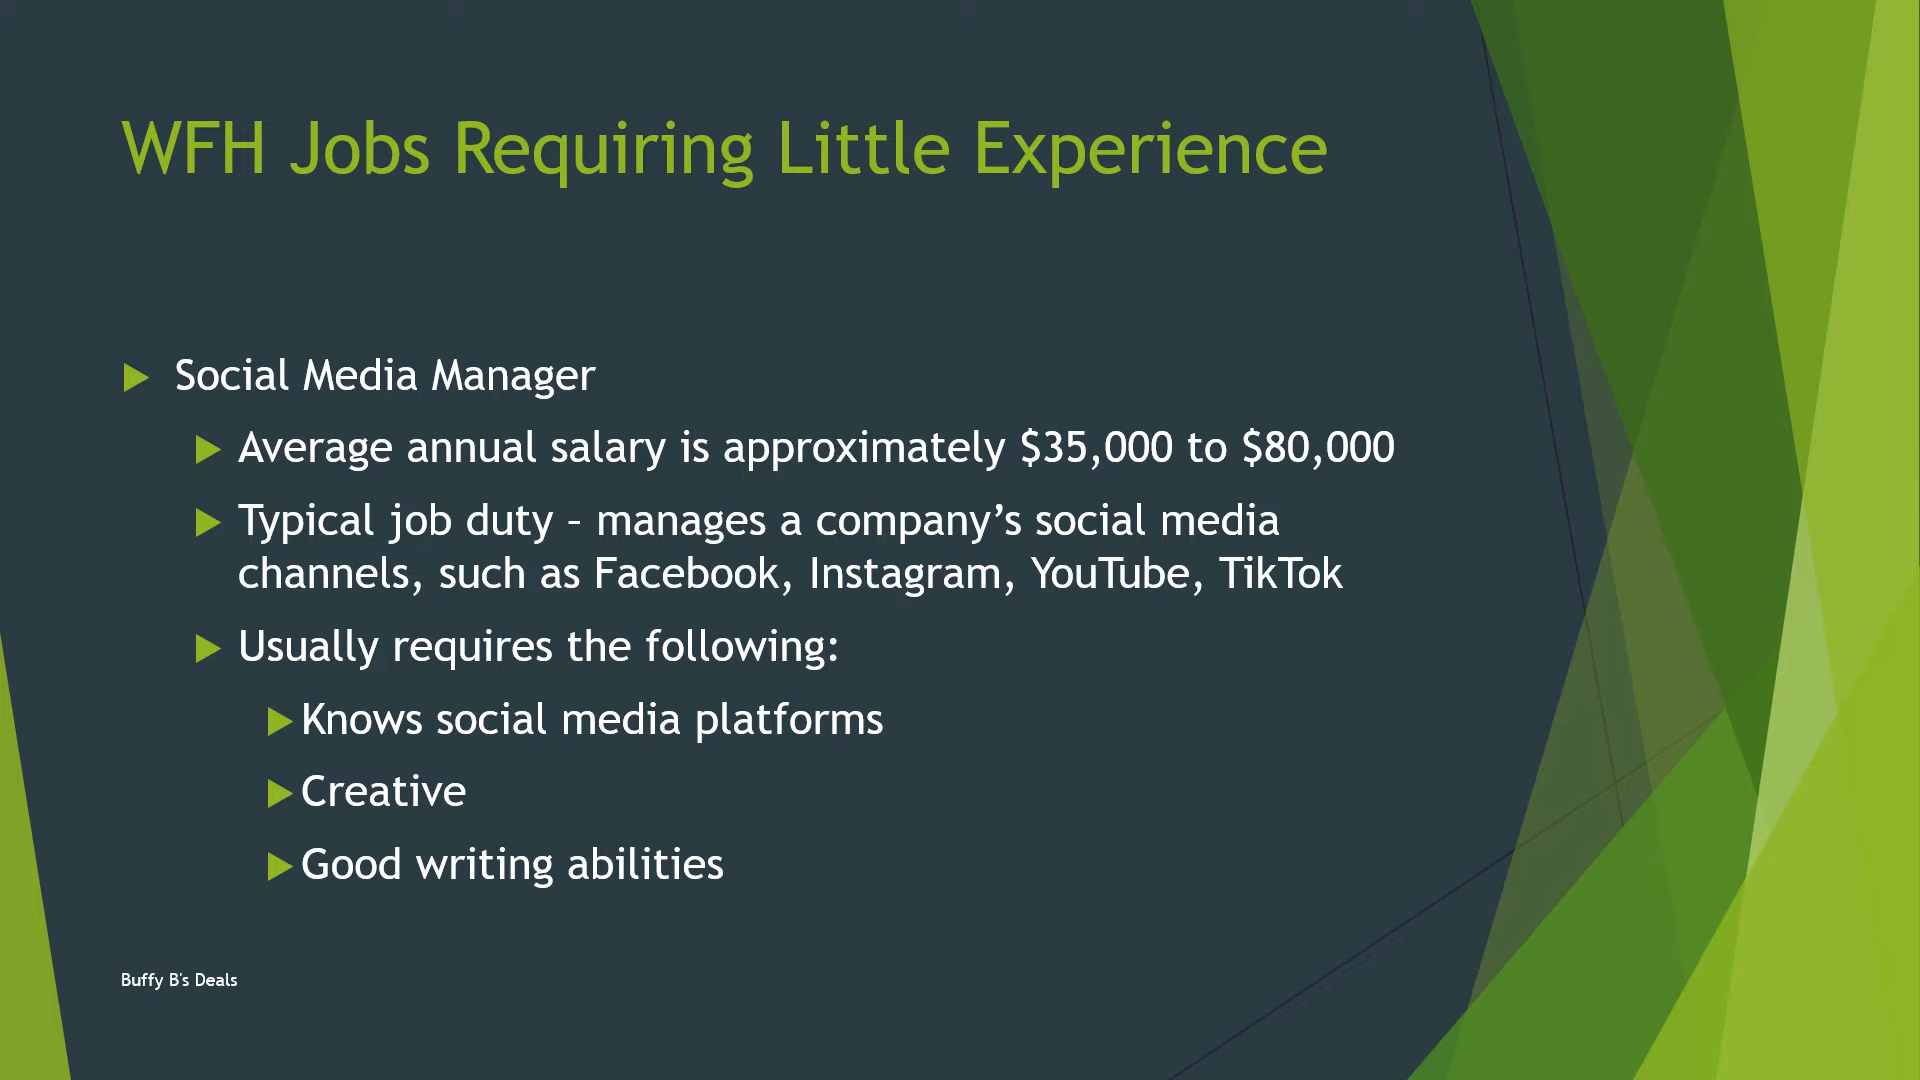 WFH Jobs Requiring Little Experience
Social Media Manager
Average annual salary is approximately $35,000 to $80,000
Typical job duty – manages a company’s social media
channels, such as Facebook, Instagram, YouTube, TikTok
Usually requires the following:
Knows social media platforms
Creative
Good writing abilities
Buffy B's Deals